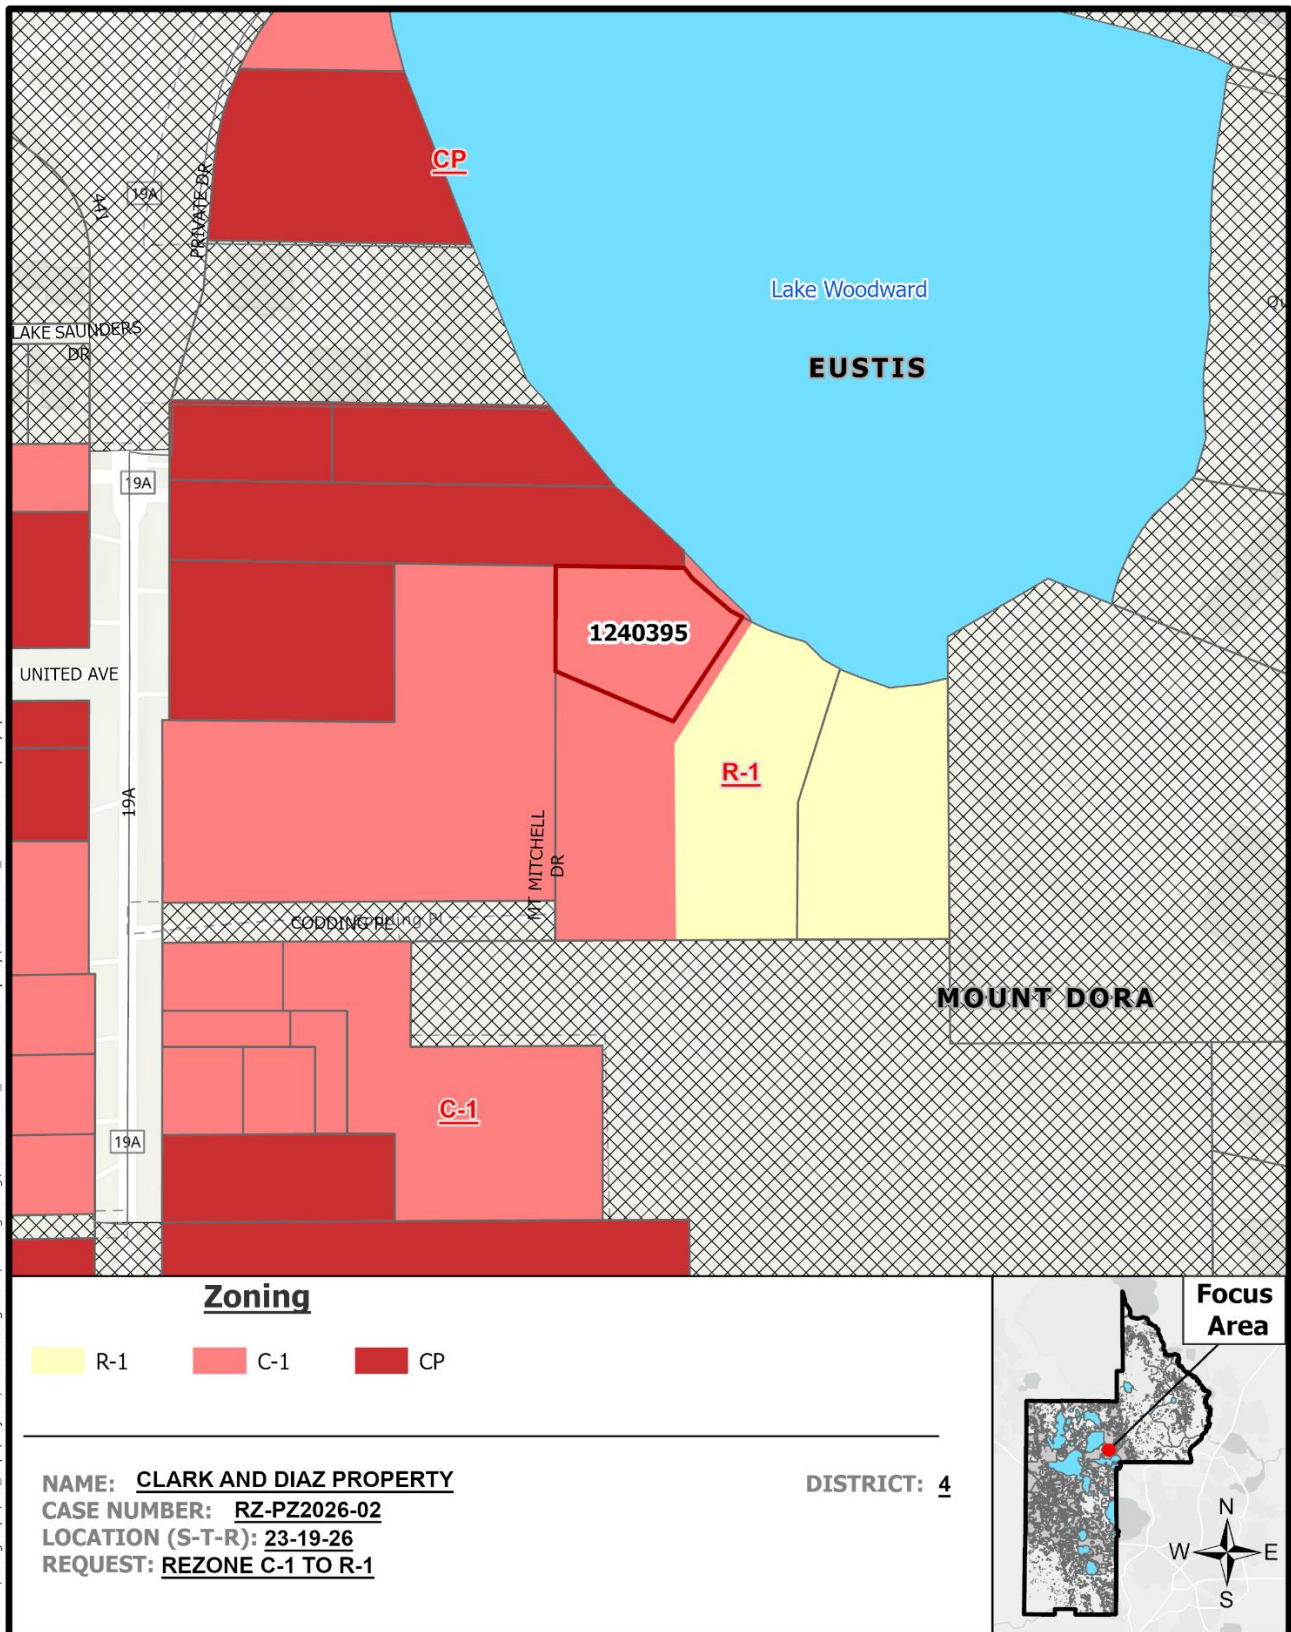 CP
19A
441
PRIVATE DR
Lake Woodward
EUSTIS
LAKE SAUNDERS
DR
19A
1240395
UNITED AVE
R-1
19A
MT MITCHELL
DR
CODDING PL
MOUNT DORA
C-1
19A
Zoning
R-1
C-1
CP
Focus
Area
NAME: CLARK AND DIAZ PROPERTY
DISTRICT: 4
CASE NUMBER: RZ-PZ2026-02
LOCATION (S-T-R): 23-19-26
REQUEST: REZONE C-1 TO R-1
N
W
E
S